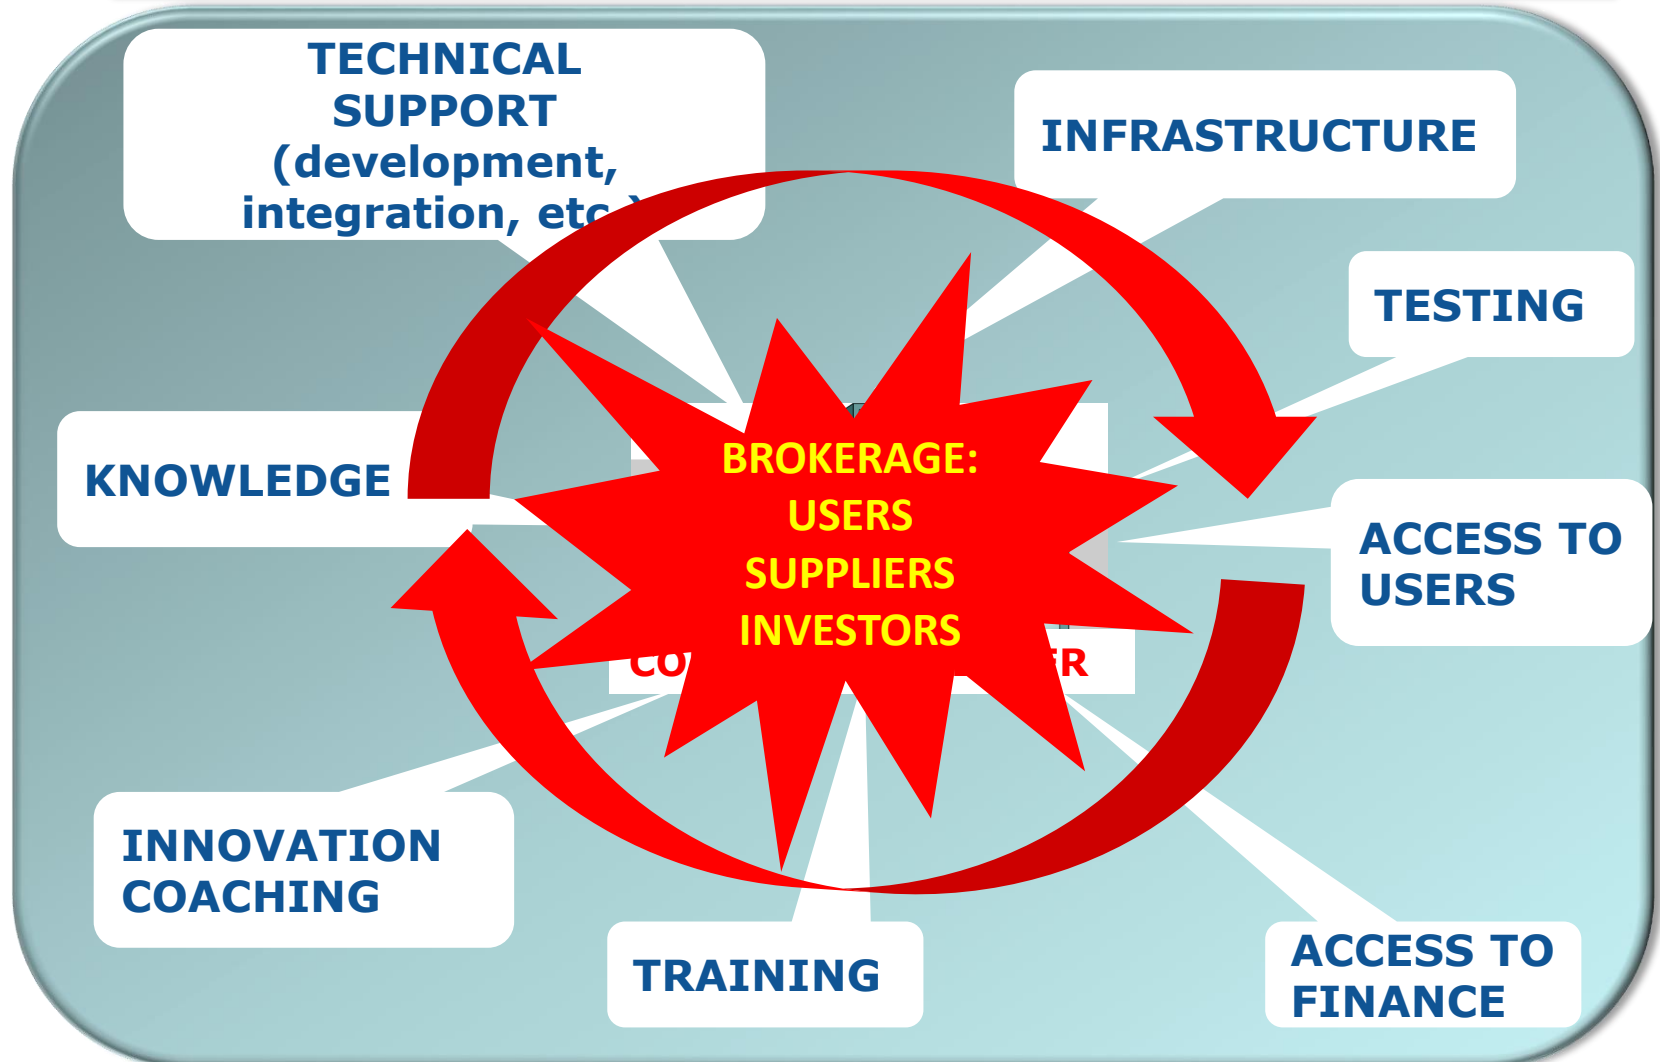 TECHNICAL
SUPPORT
(development,
integration, etc.)
INFRASTRUCTURE
TESTING
KNOWLEDGE
BROKERAGE:
USERS
SUPPLIERS
INVESTORS
ACCESS TO
USERS
INNOVATION
COACHING
TRAINING
ACCESS TO
FINANCE